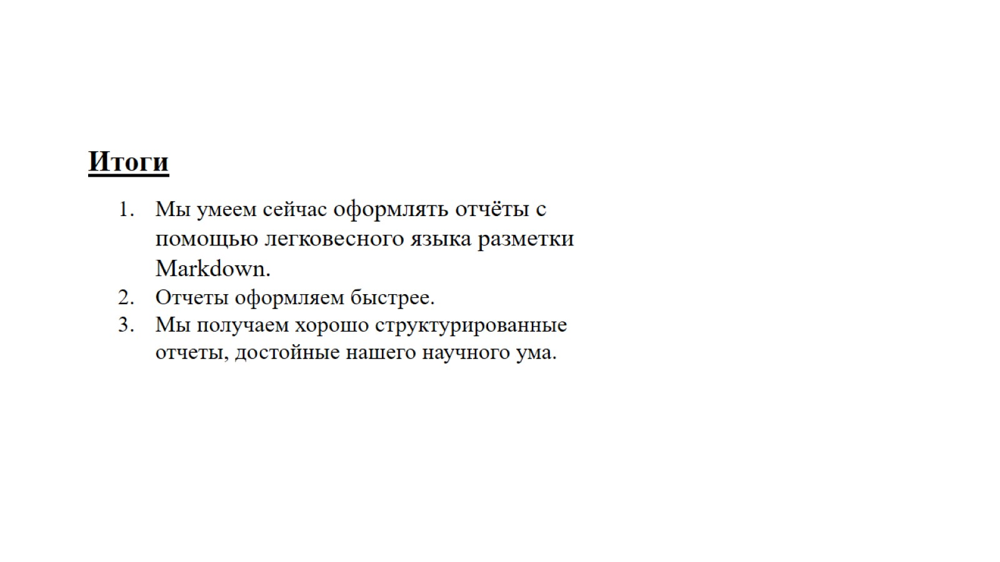 Итоги
1. Мы умеем сейчас оформлять отчёты с
помощью легковесного языка разметки
Markdown.
2. Отчеты оформляем быстрее.
3. Мы получаем хорошо структурированные
отчеты, достойные нашего научного ума.